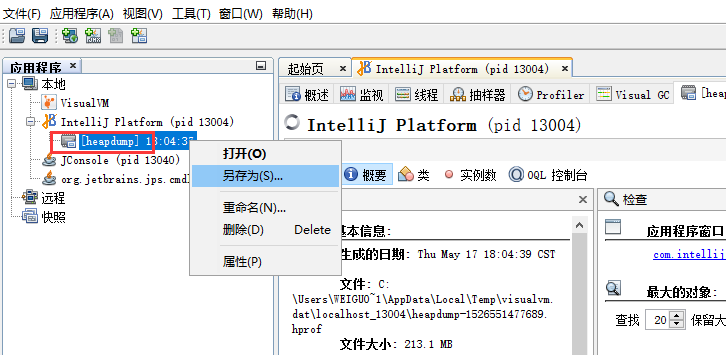 文件(F) 应用程序(A) 视图(V) 工具(T) 窗口(W) 帮助(H)
应用程序 ×
本地
VisualVM
IntelliJ Platform (pid 13004)
[heapdump] 18:04:3
JConsole (pid 13040)
org.jetbrains.jps.cmdl
远程
快照
打开(O)
另存为(S)...
重命名(N)...
删除(D) Delete
属性(P)
起始页 × IntelliJ Platform (pid 13004) ×
概述 监视 线程 抽样器 Profiler Visual GC [he
IntelliJ Platform (pid 13004)
概要 类 实例数 OQL 控制台
基本信息:
生成的日期: Thu May 17 18:04:39 CST
文件: C:
\Users\WEIGUO~1\AppData\Local\Temp\visualvm.
dat\localhost_13004\heapdump-1526551477689.
hprof
文件大小: 213.1 MB
检查
应用程序窗口
com.intellij
最大的对象:
查找 20 保留大